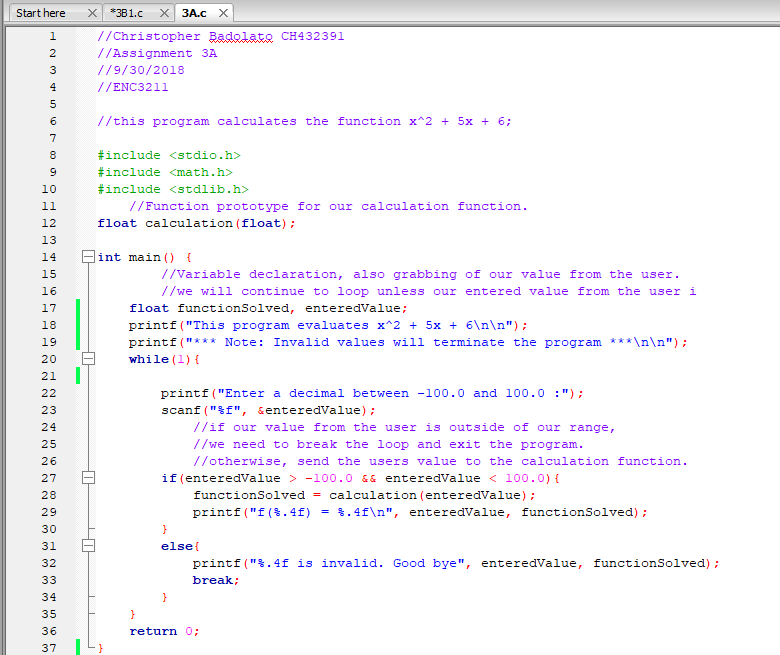 Start here *3B1.c 3A.c
1 //Christopher Badolato CH432391
2 //Assignment 3A
3 //9/30/2018
4 //ENC3211
5
6 //this program calculates the function x^2 + 5x + 6;
7
8 #include <stdio.h>
9 #include <math.h>
10 #include <stdlib.h>
11 //Function prototype for our calculation function.
12 float calculation(float);
13
14 int main() {
15 //Variable declaration, also grabbing of our value from the user.
16 //we will continue to loop unless our entered value from the user i
17 float functionSolved, enteredValue;
18 printf("This program evaluates x^2 + 5x + 6\n\n");
19 printf("*** Note: Invalid values will terminate the program ***\n\n");
20 while(1){
21
22 printf("Enter a decimal between -100.0 and 100.0 :");
23 scanf("%f", &enteredValue);
24 //if our value from the user is outside of our range,
25 //we need to break the loop and exit the program.
26 //otherwise, send the users value to the calculation function.
27 if(enteredValue > -100.0 && enteredValue < 100.0){
28 functionSolved = calculation(enteredValue);
29 printf("f(%.4f) = %.4f\n", enteredValue, functionSolved);
30 }
31 else{
32 printf("%.4f is invalid. Good bye", enteredValue, functionSolved);
33 break;
34 }
35 }
36 return 0;
37 }